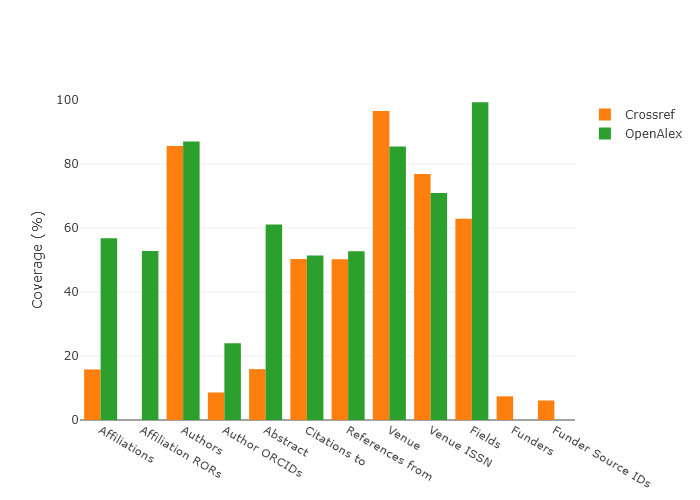 Coverage (%)
100
80
60
40
20
0
Affiliations
Affiliation RORs
Authors
Author ORCIDs
Abstract
Citations to
References from
Venue
Venue ISSN
Fields
Funders
Funder Source IDs
Crossref
OpenAlex